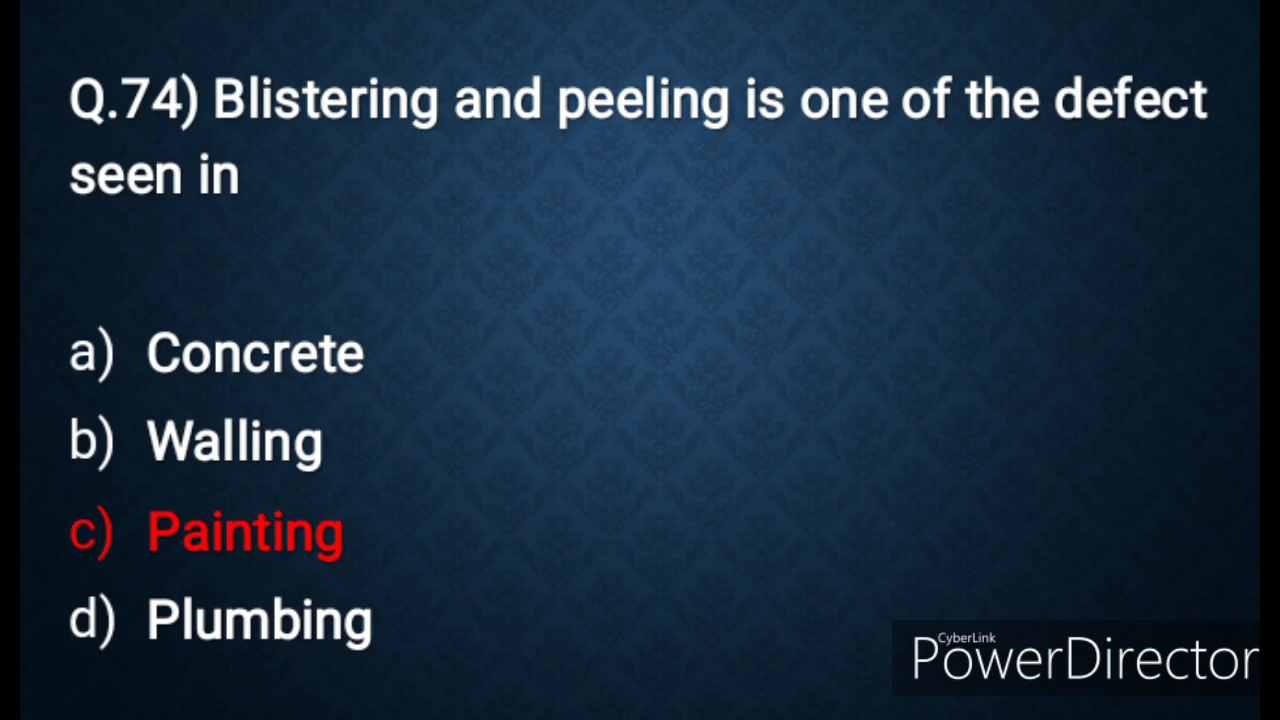 Q.74) Blistering and peeling is one of the defect
seen in
a) Concrete
b) Walling
c) Painting
d) Plumbing
CyberLink
PowerDirector